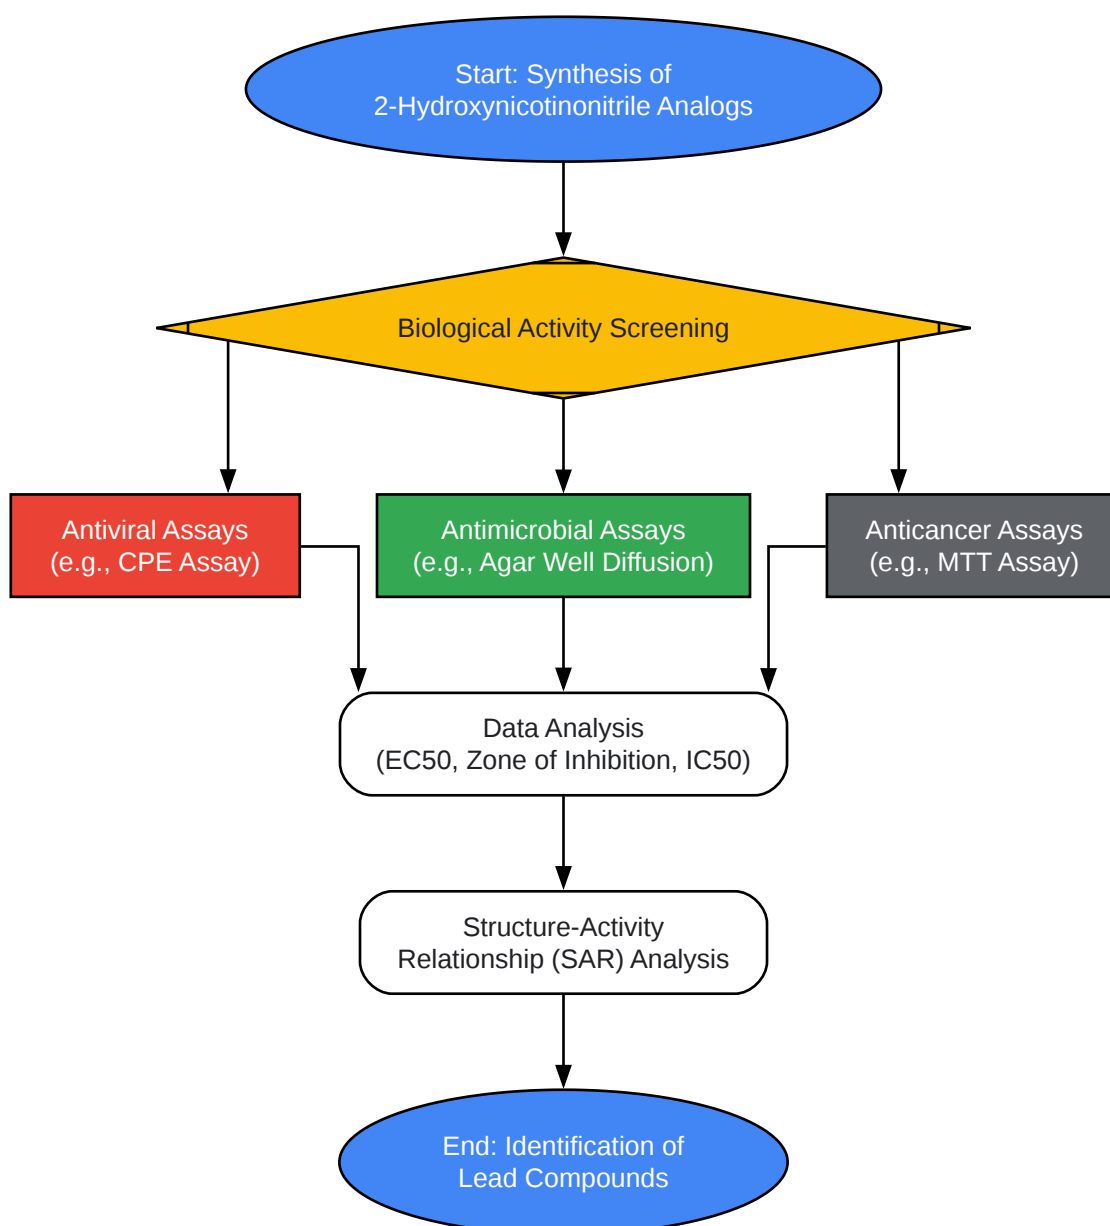 Start: Synthesis of
2-Hydroxynicotinonitrile Analogs
Biological Activity Screening
Antiviral Assays
(e.g., CPE Assay)
Antimicrobial Assays
(e.g., Agar Well Diffusion)
Anticancer Assays
(e.g., MTT Assay)
Data Analysis
(EC50, Zone of Inhibition, IC50)
Structure-Activity
Relationship (SAR) Analysis
End: Identification of
Lead Compounds